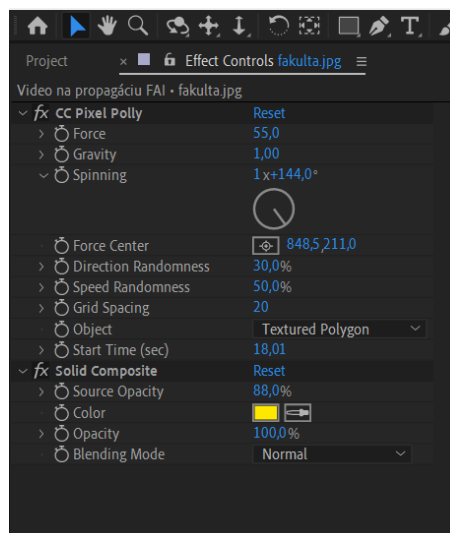 T
Project × Effect Controls fakulta.jpg
Video na propagáciu FAI • fakulta.jpg
fx CC Pixel Polly Reset
Force 55,0
Gravity 1,00
Spinning 1x+144,0°
Force Center 848,5,211,0
Direction Randomness 30,0%
Speed Randomness 50,0%
Grid Spacing 20
Object Textured Polygon
Start Time (sec) 18,01
fx Solid Composite Reset
Source Opacity 88,0%
Color
Opacity 100,0%
Blending Mode Normal